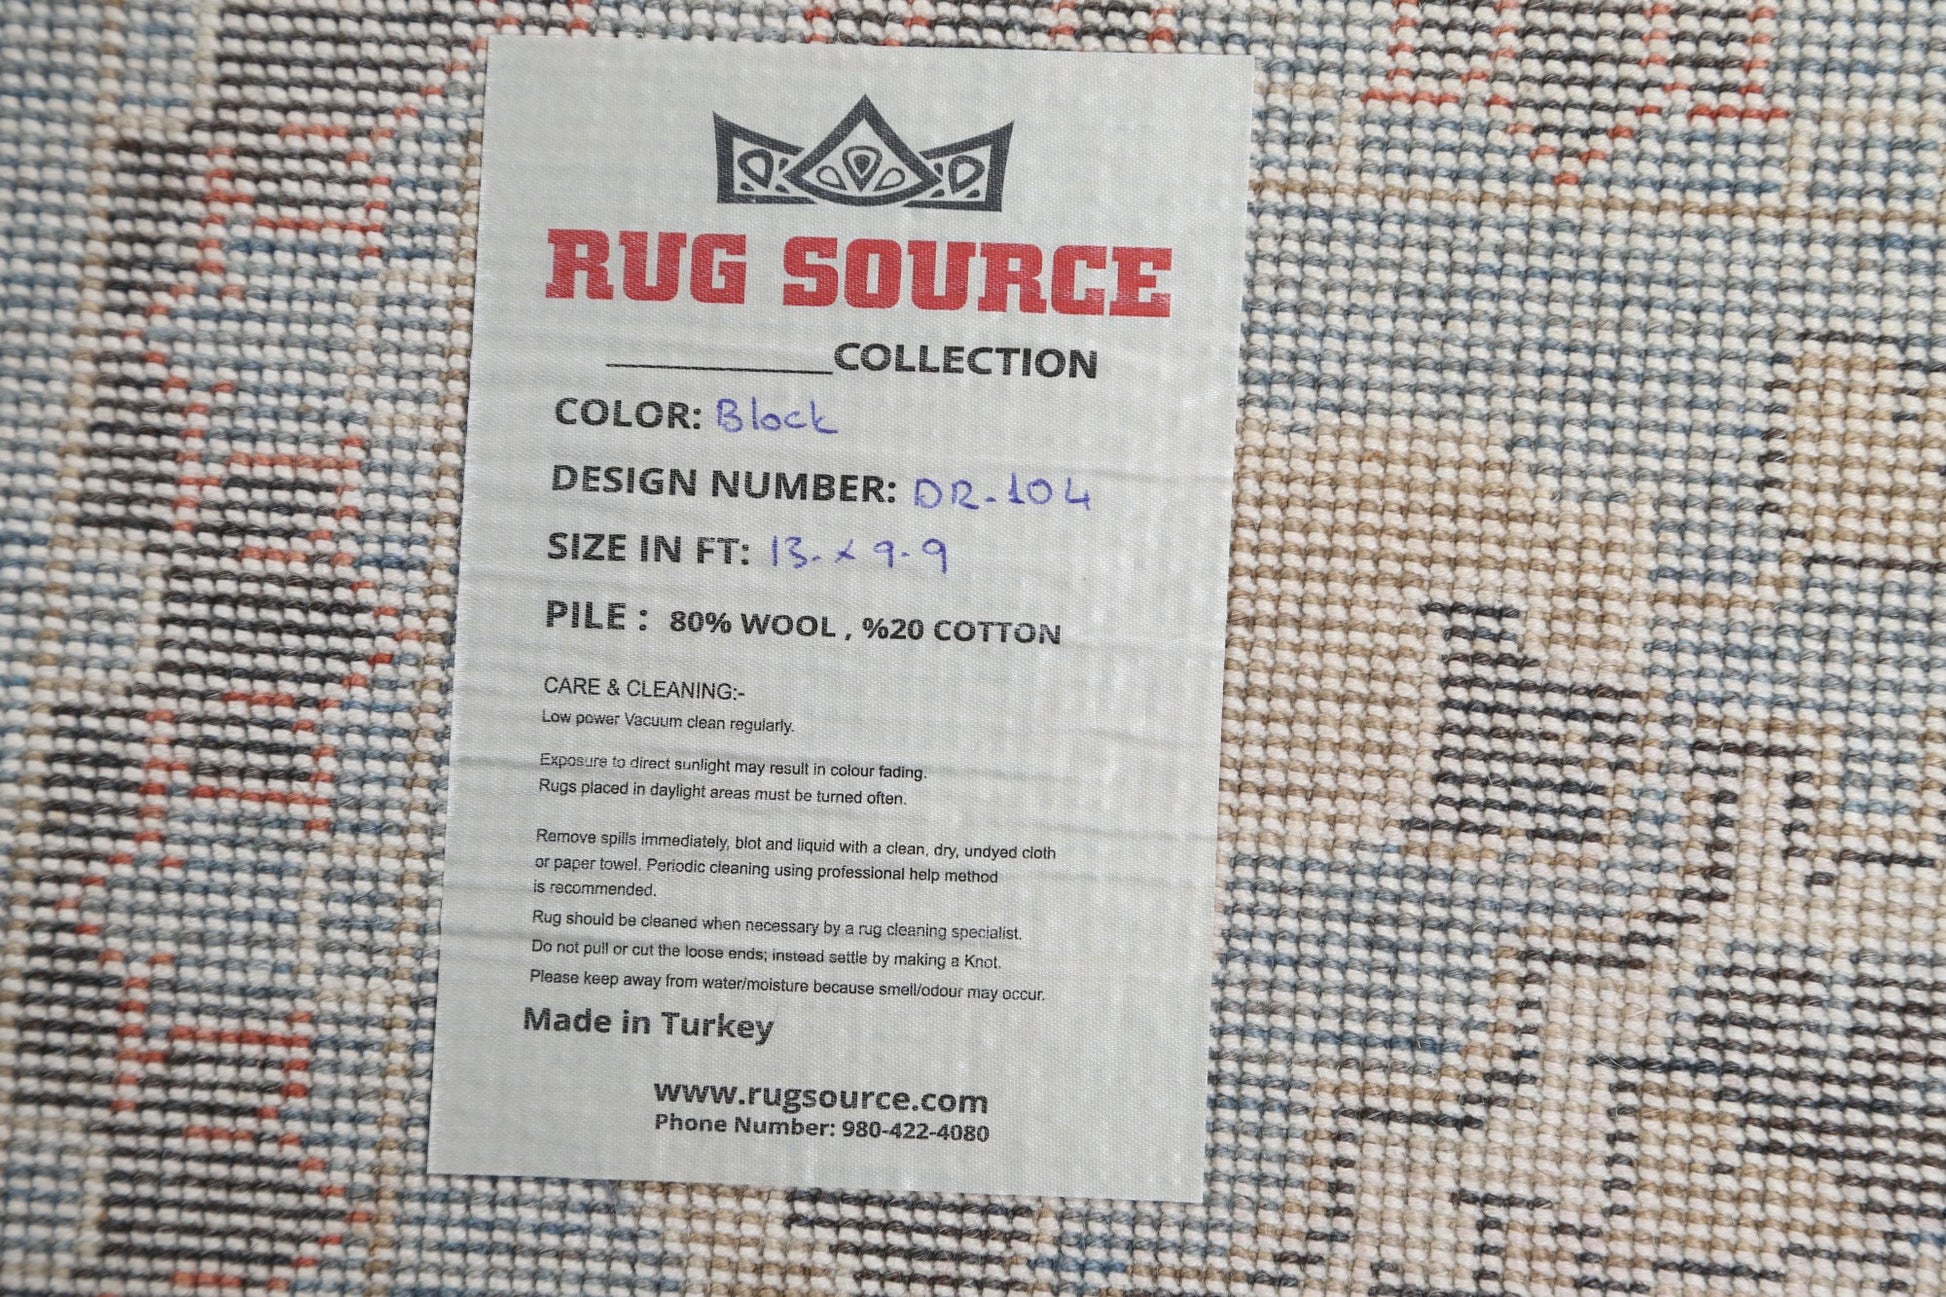 RUG SOURCE
____________COLLECTION
COLOR: Black
DESIGN NUMBER: DR-104
SIZE IN FT: 13-x 9-9
PILE : 80% WOOL , %20 COTTON
CARE & CLEANING:-
Low power Vacuum clean regularly.
Exposure to direct sunlight may result in colour fading.
Rugs placed in daylight areas must be turned often.
Remove spills immediately, blot and liquid with a clean, dry, undyed cloth
or paper towel. Periodic cleaning using professional help method
is recommended.
Rug should be cleaned when necessary by a rug cleaning specialist.
Do not pull or cut the loose ends; instead settle by making a Knot.
Please keep away from water/moisture because smell/odour may occur.
Made in Turkey
www.rugsource.com
Phone Number: 980-422-4080